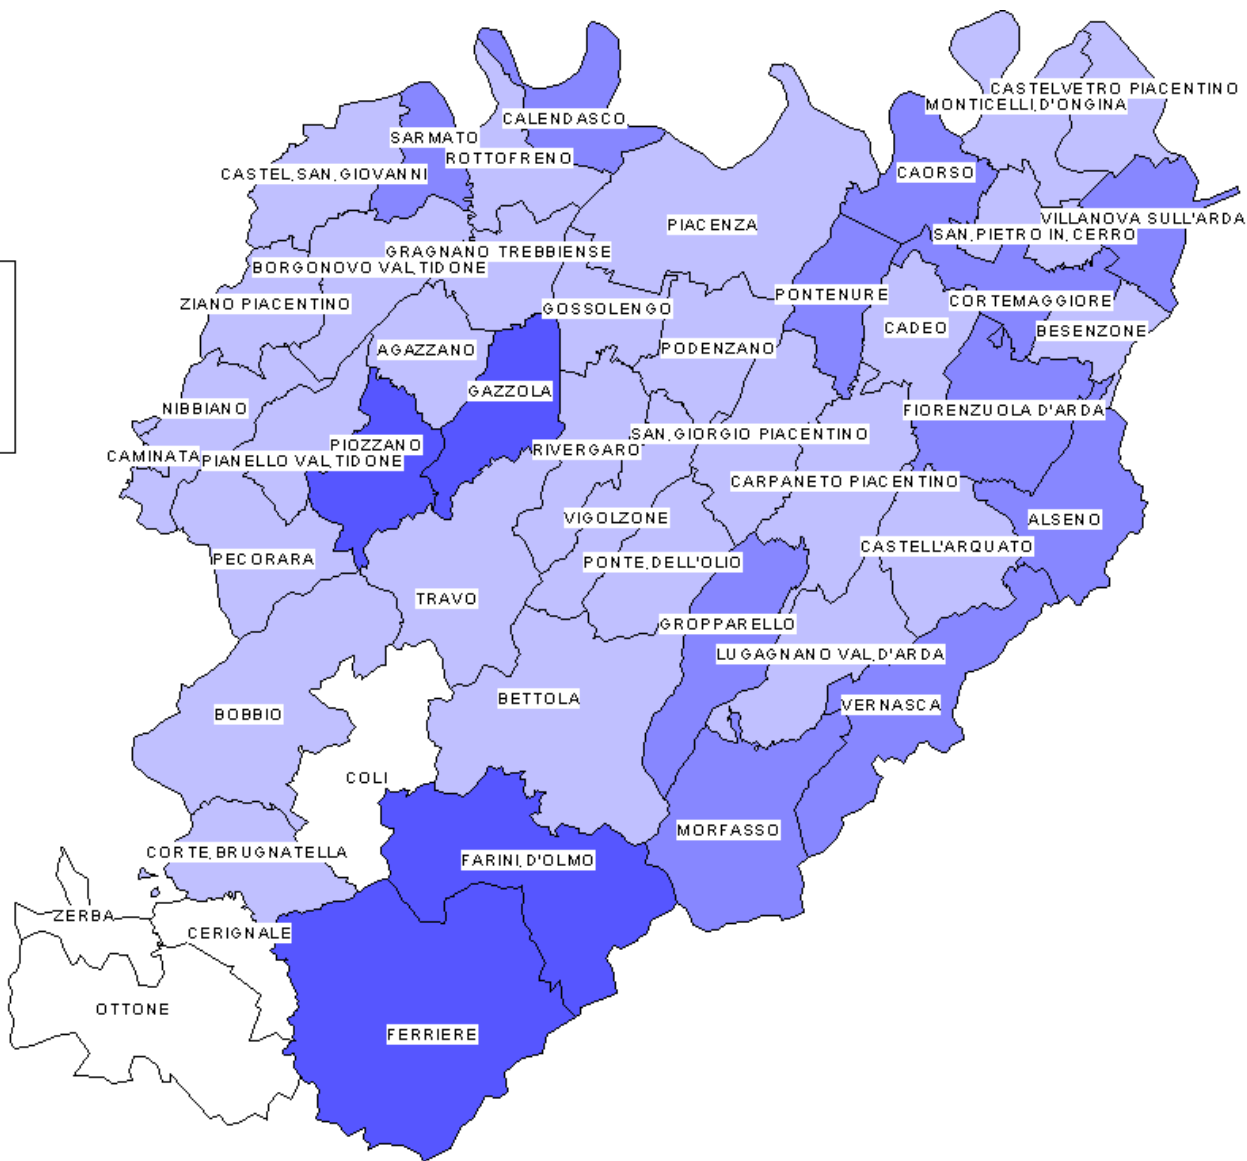 CASTELVETRO PIACENTINO
MONTICELLI.D'ONGINA
CALENDASCO
SARMATO
ROTTOFRENO
CASTEL.SAN.GIOVANNI
CAORSO
PIACENZA
VILLANOVA SULL'ARDA
SAN.PIETRO IN.CERRO
GRAGNANO TREBBIENSE
BORGONOVO VAL.TIDONE
ZIANO PIACENTINO
GOSSOLENGO
PONTENURE
CORTEMAGGIORE
CADEO
BESENZONE
AGAZZANO
PODENZANO
GAZZOLA
NIBBIANO
FIORENZUOLA D'ARDA
PIOZZANO
SAN.GIORGIO PIACENTINO
RIVERGARO
CAMINATA
PIANELLO VAL.TIDONE
CARPANETO PIACENTINO
VIGOLZONE
ALSENO
CASTELL'ARQUATO
PECORARA
PONTE.DELL'OLIO
TRAVO
GROPPARELLO
LUGAGNANO VAL.D'ARDA
BETTOLA
VERNASCA
BOBBIO
COLI
MORFASSO
CORTE.BRUGNATELLA
FARINI.D'OLMO
ZERBA
CERIGNALE
OTTONE
FERRIERE